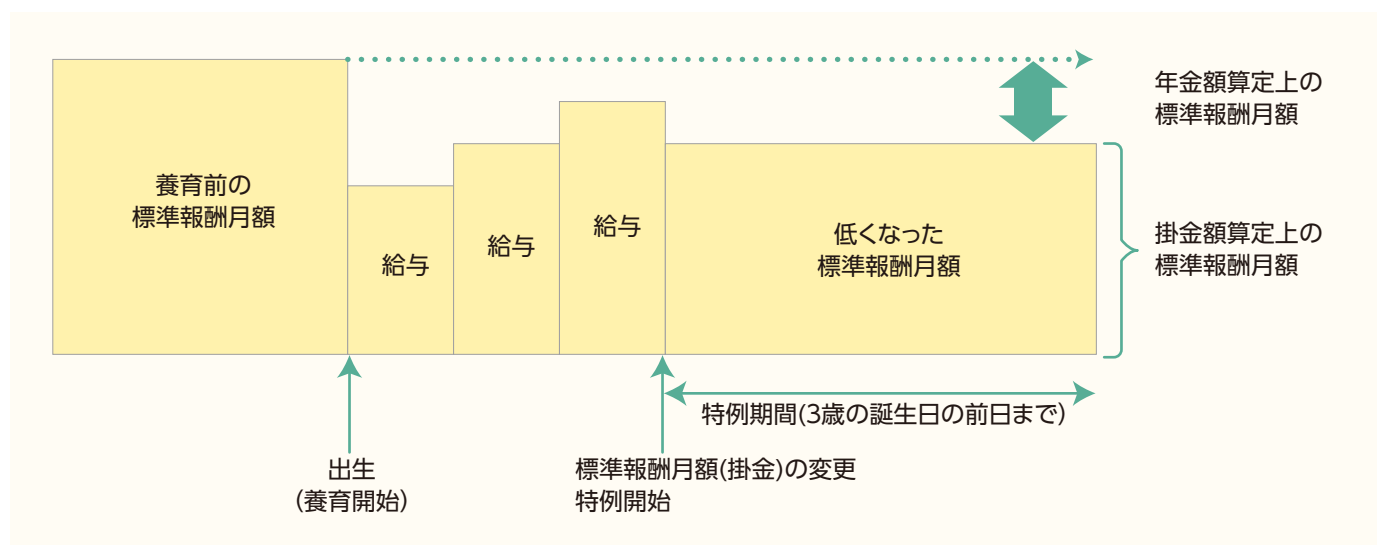 年金額算定上の
標準報酬月額
養育前の
標準報酬月額
給与
給与
給与
低くなった
標準報酬月額
掛金額算定上の
標準報酬月額
特例期間(3歳の誕生日の前日まで)
出生
(養育開始)
標準報酬月額(掛金)の変更
特例開始